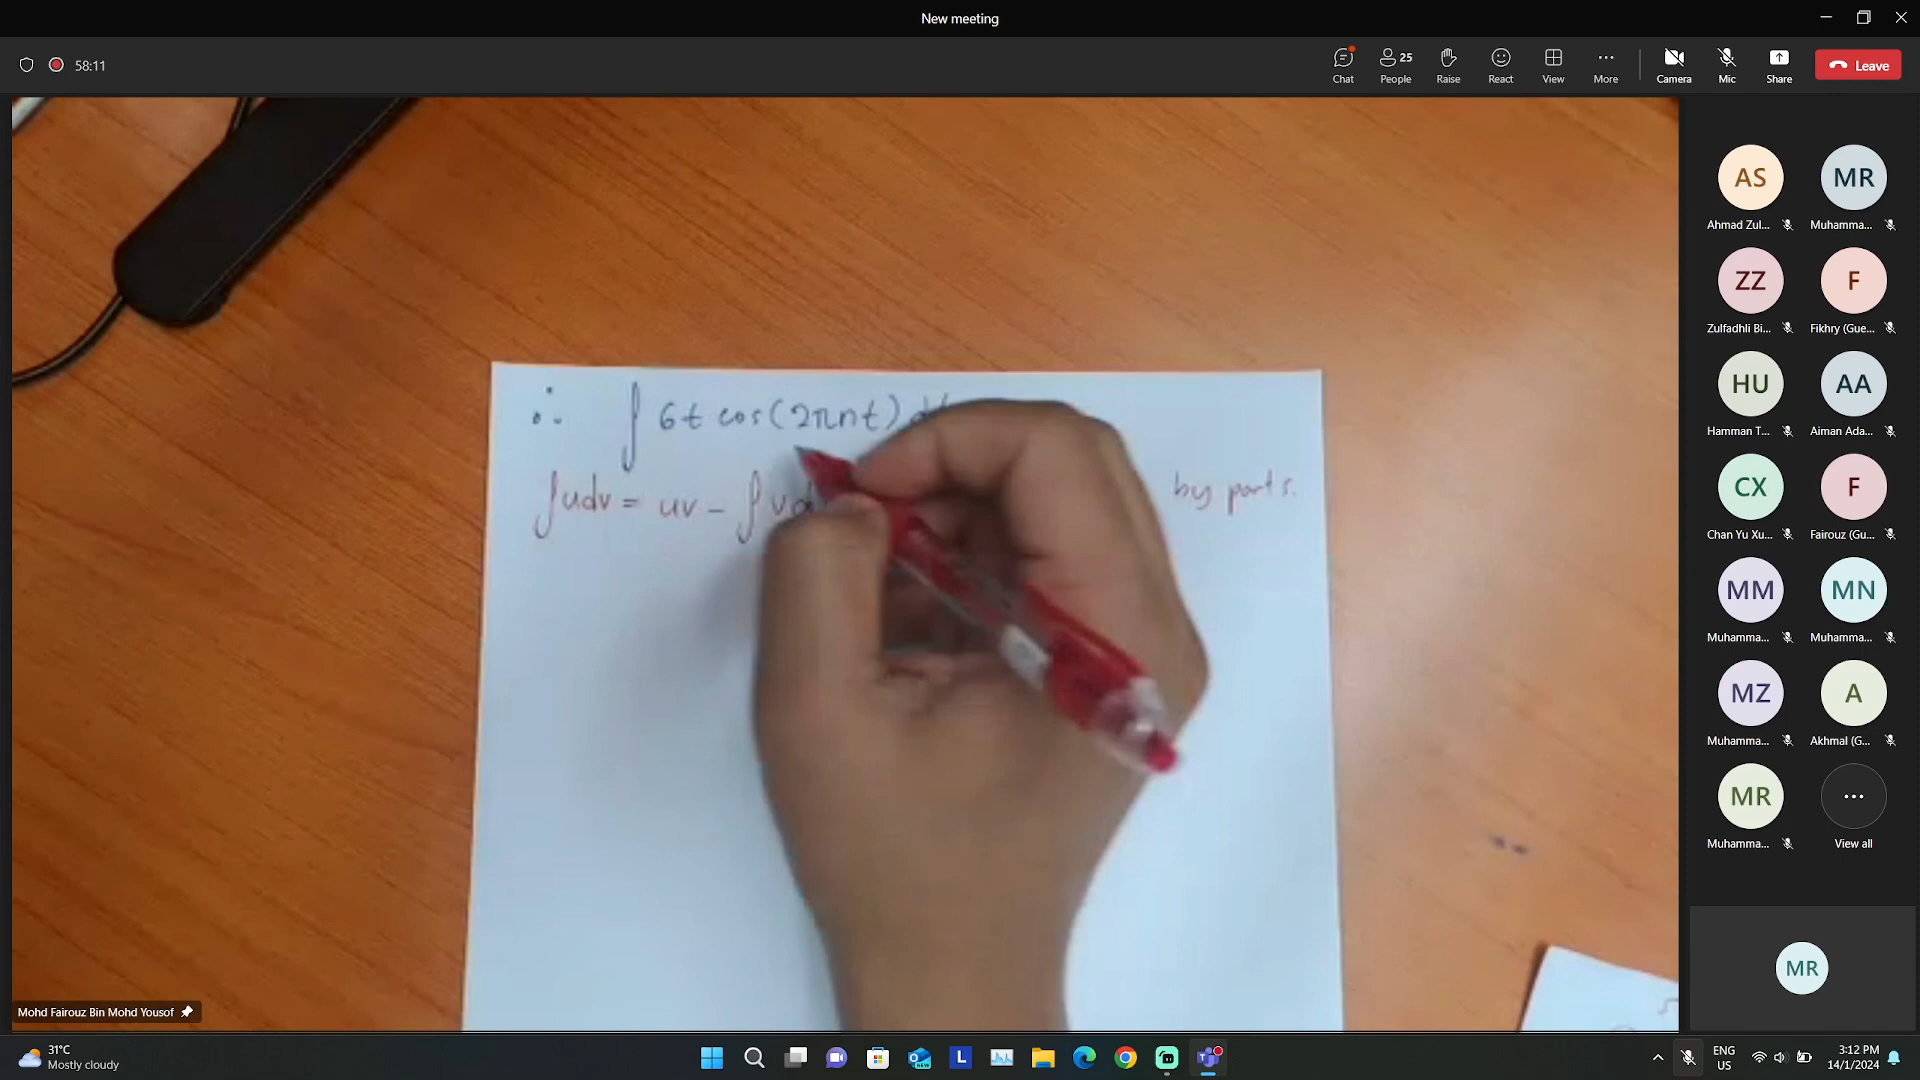 New meeting
58:11
Chat
25
People
Raise
React
View
More
Camera
Mic
Share
Leave
∴ ∫ 6t cos(2πnt)
∫udv = uv - ∫v
by parts.
AS
Ahmad Zul...
MR
Muhamma...
ZZ
Zulfadhli Bi...
F
Fikhry (Gue...
HU
Hamman T...
AA
Aiman Ada...
CX
Chan Yu Xu...
F
Fairouz (Gu...
MM
Muhamma...
MN
Muhamma...
MZ
Muhamma...
A
Akhmal (G...
MR
Muhamma...
View all
MR
Mohd Fairouz Bin Mohd Yousof
31°C
Mostly cloudy
NEW
L
ENG
US
3:12 PM
14/1/2024